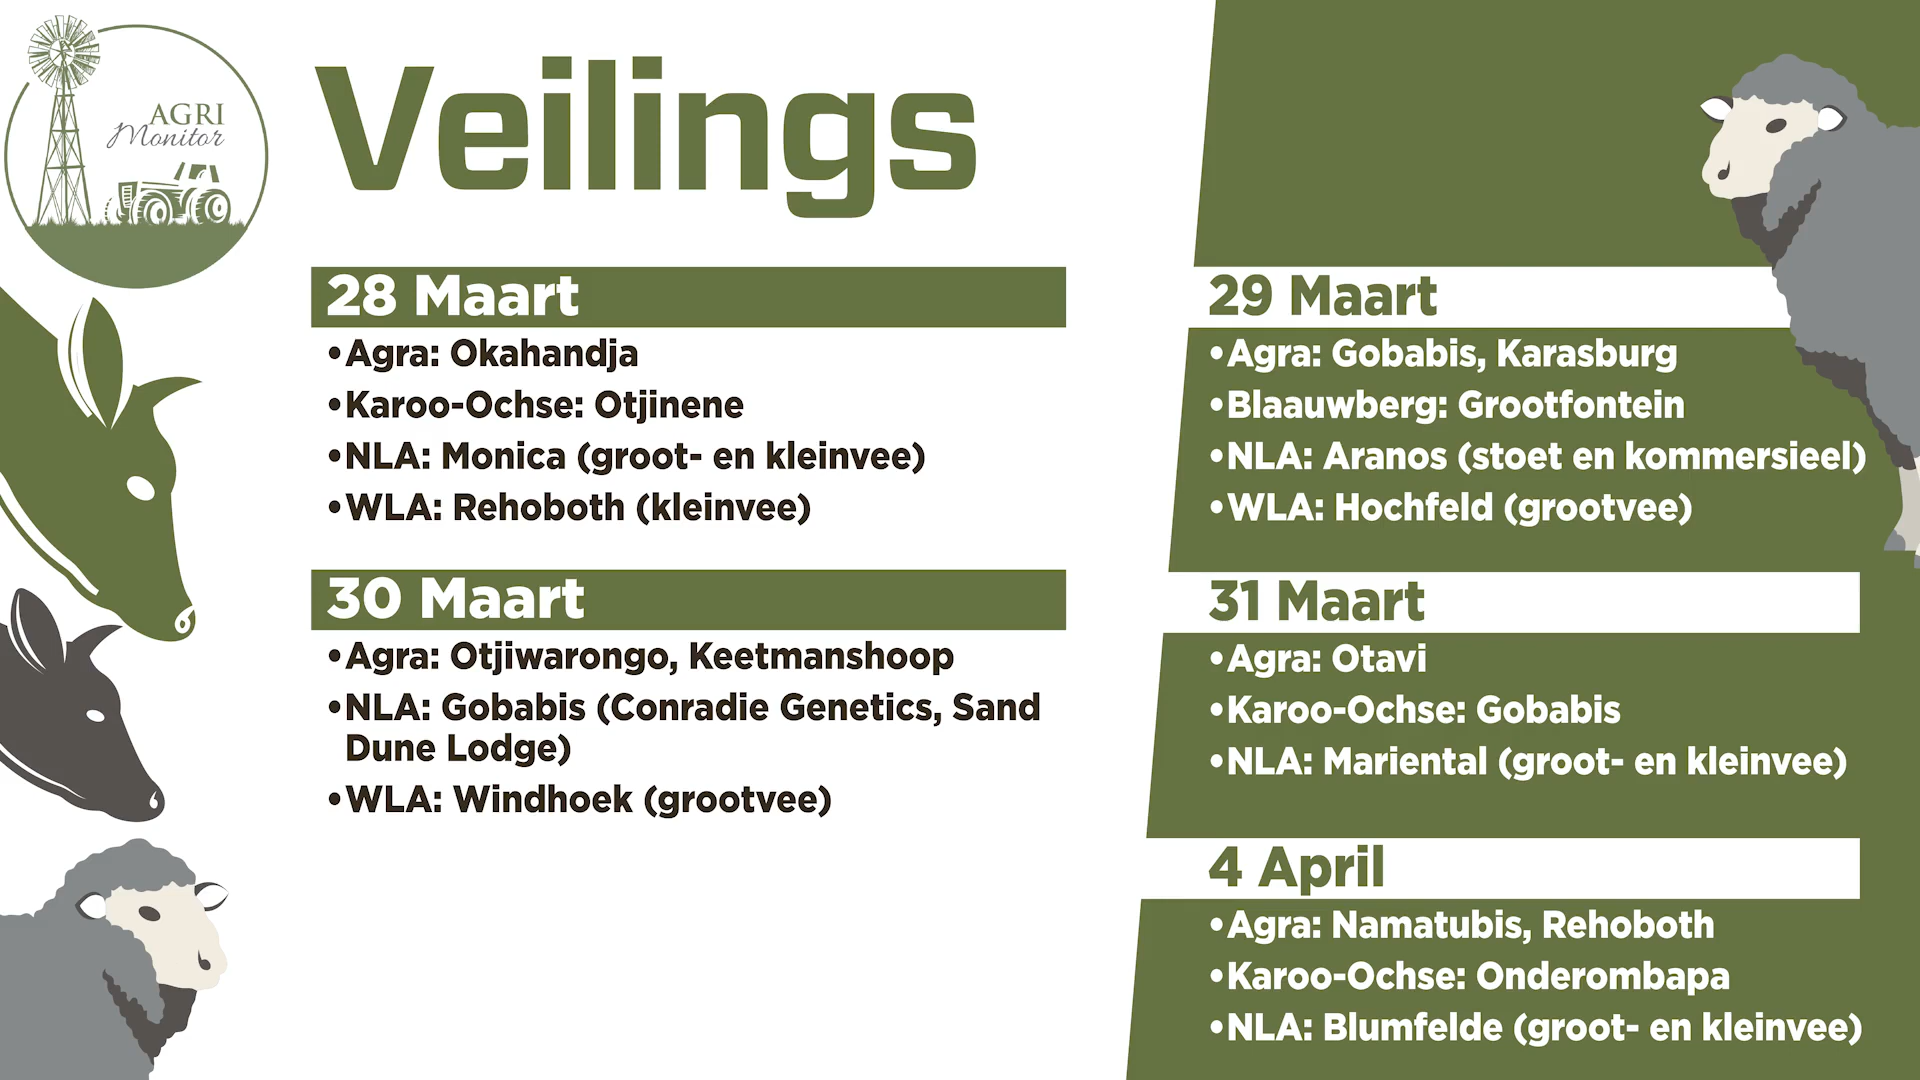 AGRI
Monitor
Veilings
28 Maart
•Agra: Okahandja
•Karoo-Ochse: Otjinene
•NLA: Monica (groot- en kleinvee)
•WLA: Rehoboth (kleinvee)
30 Maart
•Agra: Otjiwarongo, Keetmanshoop
•NLA: Gobabis (Conradie Genetics, Sand
Dune Lodge)
•WLA: Windhoek (grootvee)
29 Maart
•Agra: Gobabis, Karasburg
•Blaauwberg: Grootfontein
•NLA: Aranos (stoet en kommersieel)
•WLA: Hochfeld (grootvee)
31 Maart
•Agra: Otavi
•Karoo-Ochse: Gobabis
•NLA: Mariental (groot- en kleinvee)
4 April
•Agra: Namatubis, Rehoboth
•Karoo-Ochse: Onderombapa
•NLA: Blumfelde (groot- en kleinvee)